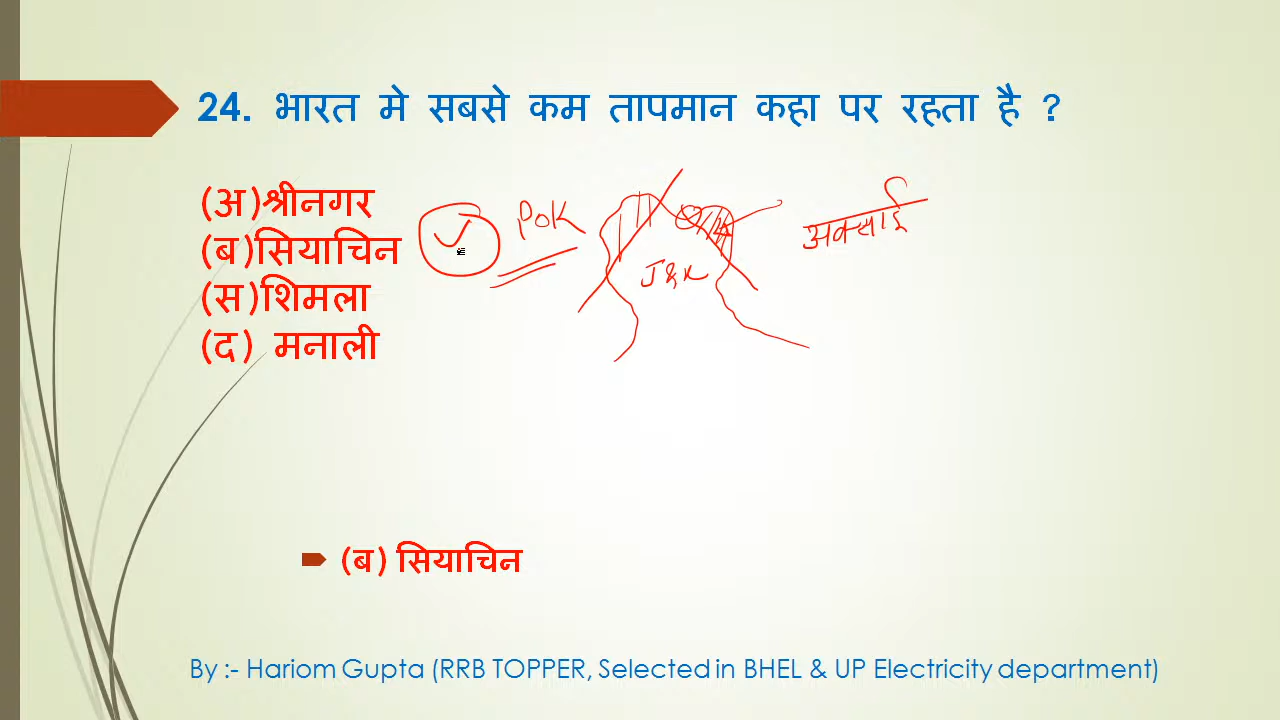 24. भारत मे सबसे कम तापमान कहा पर रहता है ?
(अ)श्रीनगर
(ब)सियाचिन
(स)शिमला
(द) मनाली
POK
J&K
अक्साई
(ब) सियाचिन
By :- Hariom Gupta (RRB TOPPER, Selected in BHEL & UP Electricity department)